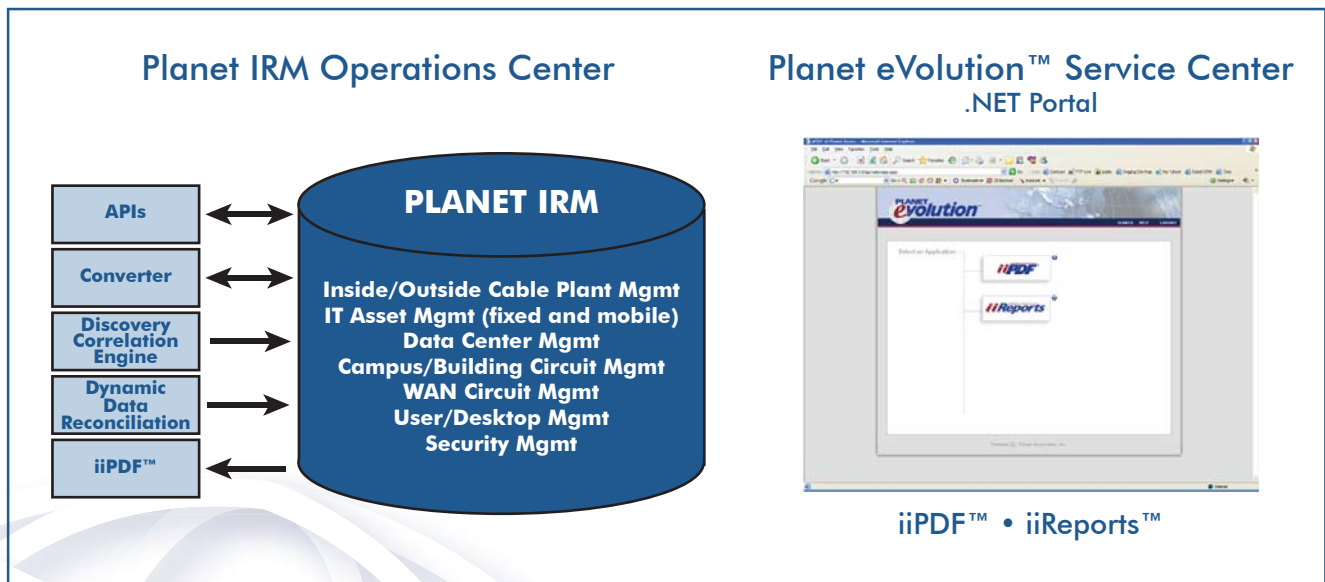 Planet IRM Operations Center
APIs
Converter
Discovery
Correlation
Engine
Dynamic
Data
Reconciliation
iiPDF™
PLANET IRM
Inside/Outside Cable Plant Mgmt
IT Asset Mgmt (fixed and mobile)
Data Center Mgmt
Campus/Building Circuit Mgmt
WAN Circuit Mgmt
User/Desktop Mgmt
Security Mgmt
Planet eVolution™ Service Center
.NET Portal
PLANET
evolution
Select an Application
iiPDF
iiReports
iiPDF™ • iiReports™